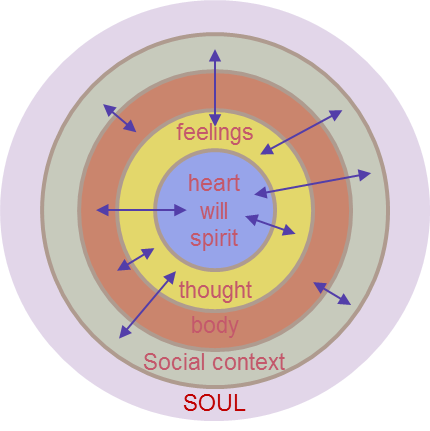 feelings
heart
will
spirit
thought
body
Social context
SOUL